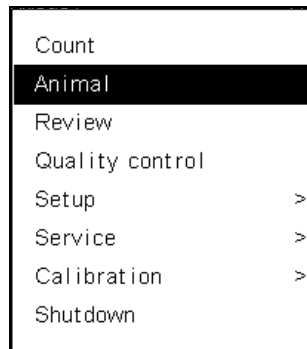 Count
Animal
Review
Quality control
Setup >
Service >
Calibration >
Shutdown